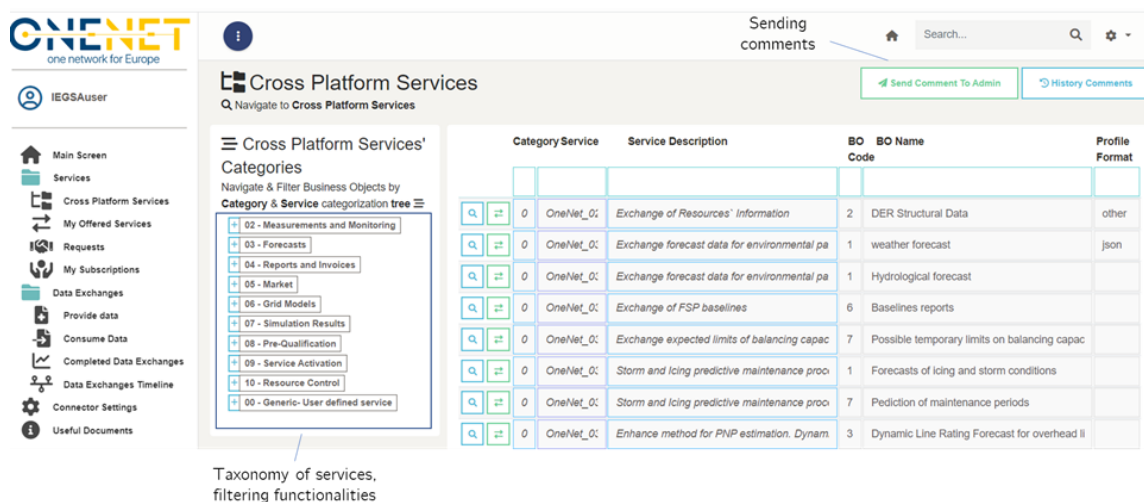 ONENET
one network for Europe
Sending
comments
Search...
IEGSAuser
Cross Platform Services
Navigate to Cross Platform Services
Send Comment To Admin
History Comments
Main Screen
Services
Cross Platform Services
My Offered Services
Requests
My Subscriptions
Data Exchanges
Provide data
Consume Data
Completed Data Exchanges
Data Exchanges Timeline
Connector Settings
Useful Documents
Cross Platform Services'
Categories
Navigate & Filter Business Objects by
Category & Service categorization tree
+ 02 - Measurements and Monitoring
+ 03 - Forecasts
+ 04 - Reports and Invoices
+ 05 - Market
+ 06 - Grid Models
+ 07 - Simulation Results
+ 08 - Pre-Qualification
+ 09 - Service Activation
+ 10 - Resource Control
+ 00 - Generic- User defined service
Category Service Service Description BO Code BO Name Profile Format
0 OneNet_02 Exchange of Resources` Information 2 DER Structural Data other
0 OneNet_03 Exchange forecast data for environmental pa 1 weather forecast json
0 OneNet_03 Exchange forecast data for environmental pa 1 Hydrological forecast
0 OneNet_03 Exchange of FSP baselines 6 Baselines reports
0 OneNet_03 Exchange expected limits of balancing capac 7 Possible temporary limits on balancing capac
0 OneNet_03 Storm and Icing predictive maintenance proc 1 Forecasts of icing and storm conditions
0 OneNet_03 Storm and Icing predictive maintenance proc 7 Pediction of maintenance periods
0 OneNet_03 Enhance method for PNP estimation. Dynam 3 Dynamic Line Rating Forecast for overhead li
Taxonomy of services,
filtering functionalities